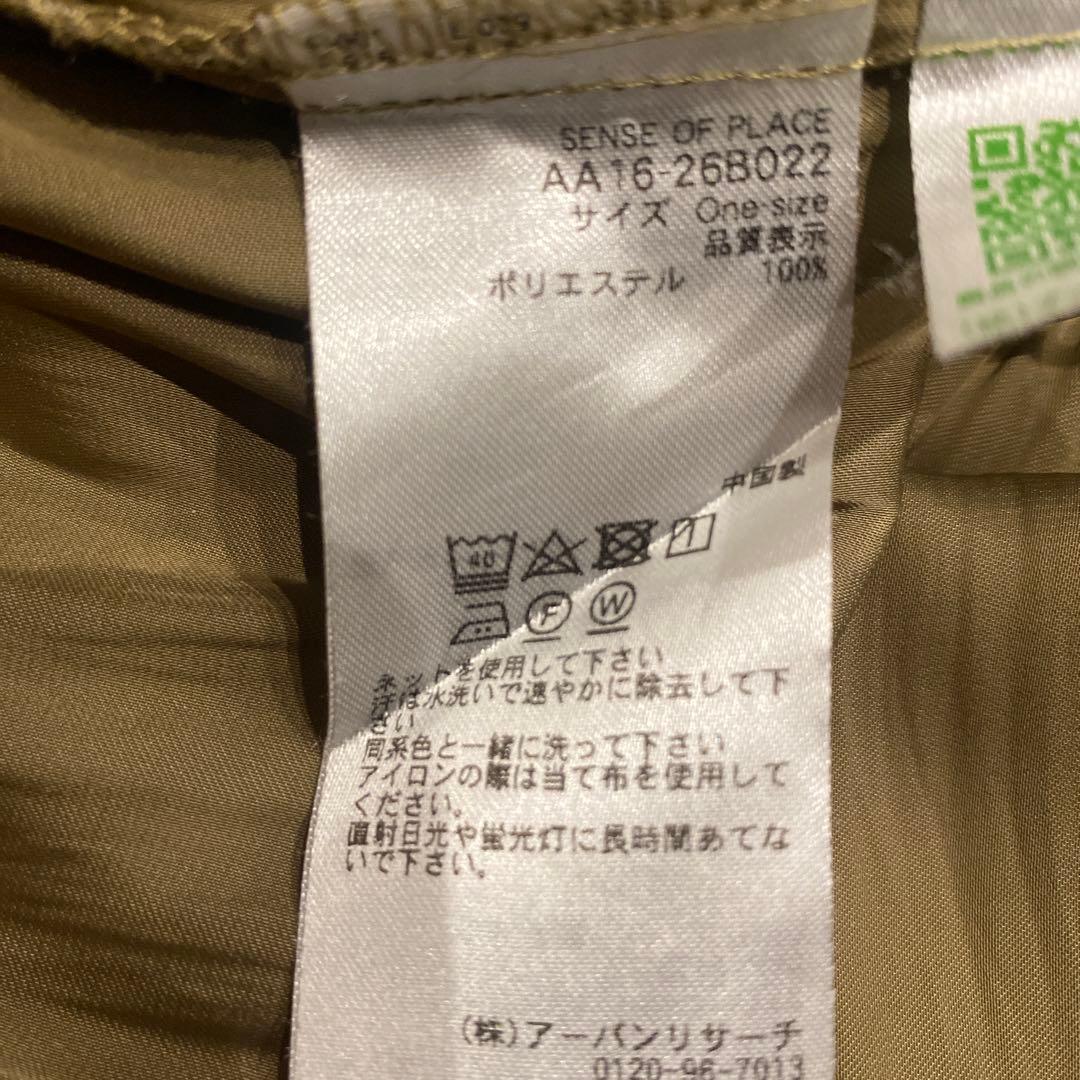 SENSE OF PLACE
AA16-26B022
サイズ One size
品質表示
ポリエステル 100%
中国製
40
F W
ネットを使用して下さい
汗は水洗いで速やかに除去して下
さい
同系色と一緒に洗って下さい
アイロンの際は当て布を使用して
ください。
直射日光や蛍光灯に長時間あてな
いで下さい。
(株)アーバンリサーチ
0120-96-7013